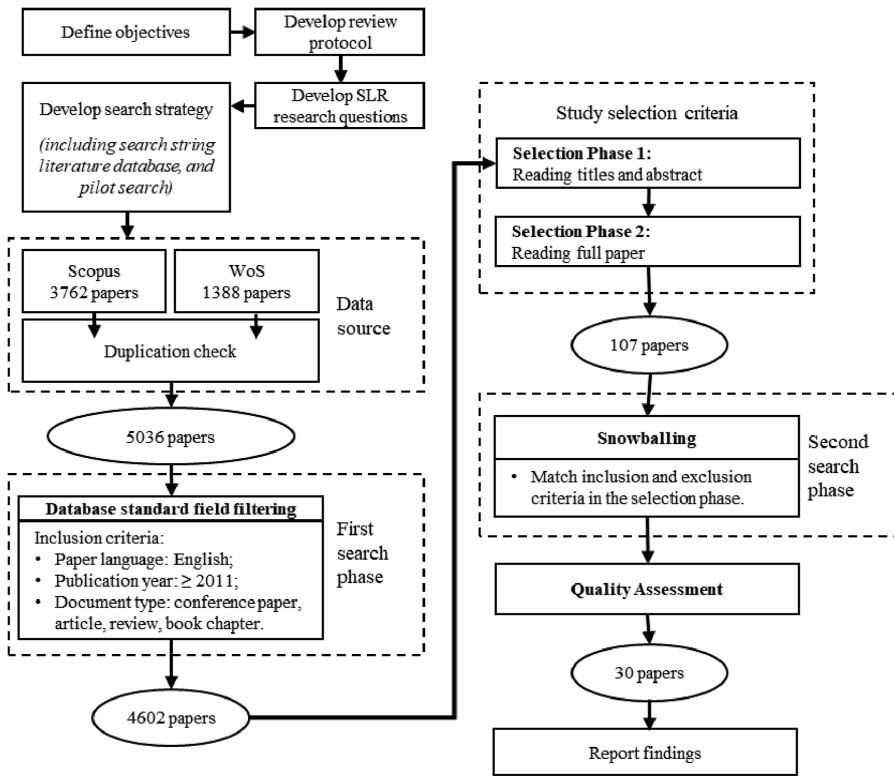 Define objectives
Develop review
protocol
Develop SLR
research questions
Develop search strategy
(including search string
literature database, and
pilot search)
Scopus
3762 papers
WoS
1388 papers
Duplication check
Data
source
5036 papers
Database standard field filtering
Inclusion criteria:
• Paper language: English;
• Publication year: ≥ 2011;
• Document type: conference paper,
article, review, book chapter.
First
search
phase
4602 papers
Study selection criteria
Selection Phase 1:
Reading titles and abstract
Selection Phase 2:
Reading full paper
107 papers
Snowballing
• Match inclusion and exclusion
criteria in the selection phase.
Second
search
phase
Quality Assessment
30 papers
Report findings